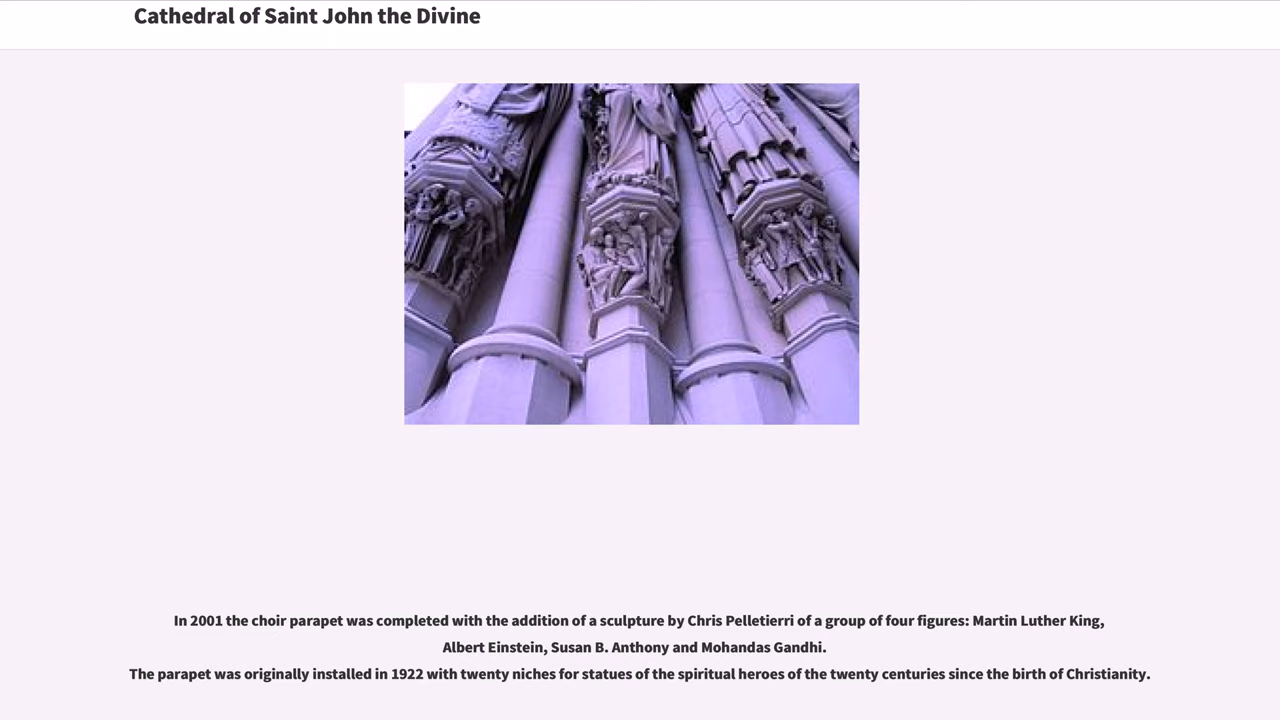 Cathedral of Saint John the Divine
In 2001 the choir parapet was completed with the addition of a sculpture by Chris Pelletierri of a group of four figures: Martin Luther King,
Albert Einstein, Susan B. Anthony and Mohandas Gandhi.
The parapet was originally installed in 1922 with twenty niches for statues of the spiritual heroes of the twenty centuries since the birth of Christianity.